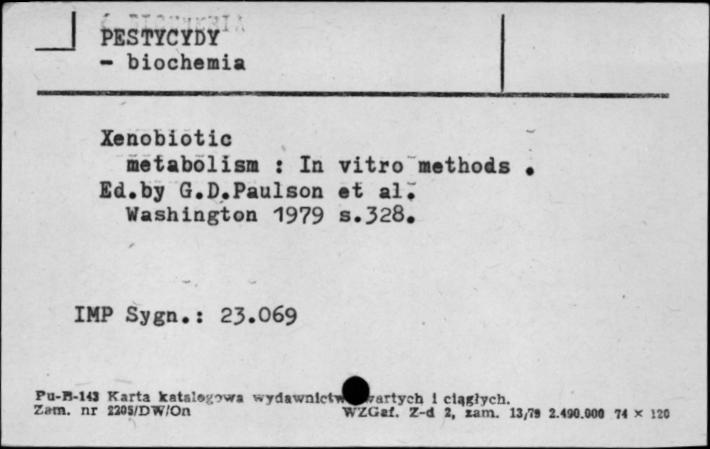 PESTYCYDY
- biochemia
Xenobiotic
metabolism : In vitro methods .
Ed.by G.D.Paulson et al.
Washington 1979 s.328.
IMP Sygn.: 23.069
Pu-B-143 Karta katalogowa wydawnictw zwartych i ciągłych.
Zam. nr 2205/DW/On WZGraf. Z-d 2, zam. 13/79 2.400.000 74 × 120